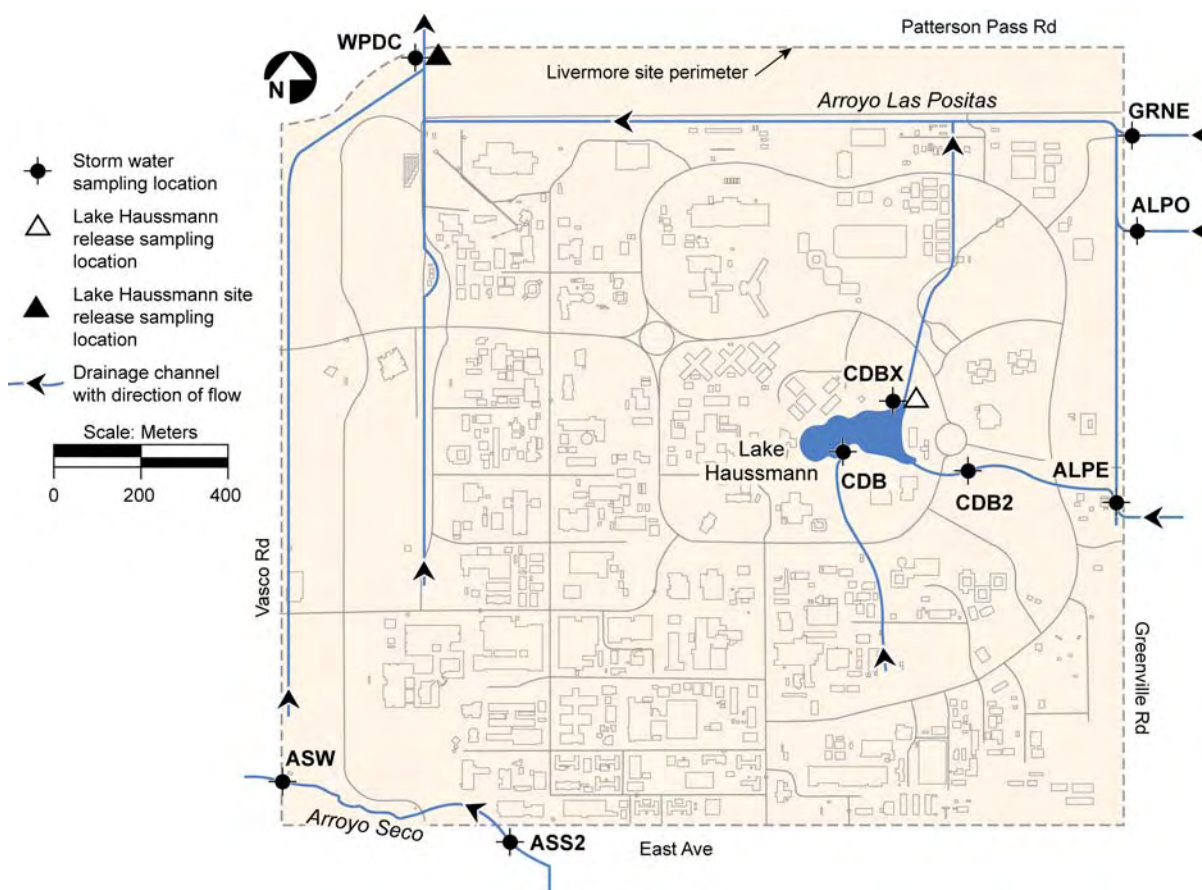 Patterson Pass Rd
WPDC
Livermore site perimeter
N
Arroyo Las Positas
GRNE
Storm water
sampling location
ALPO
Lake Haussmann
release sampling
location
Lake Haussmann site
release sampling
location
Drainage channel
with direction of flow
CDBX
Scale: Meters
Lake
Haussmann
ALPE
0 200 400
CDB
CDB2
Vasco Rd
Greenville Rd
ASW
Arroyo Seco
ASS2
East Ave